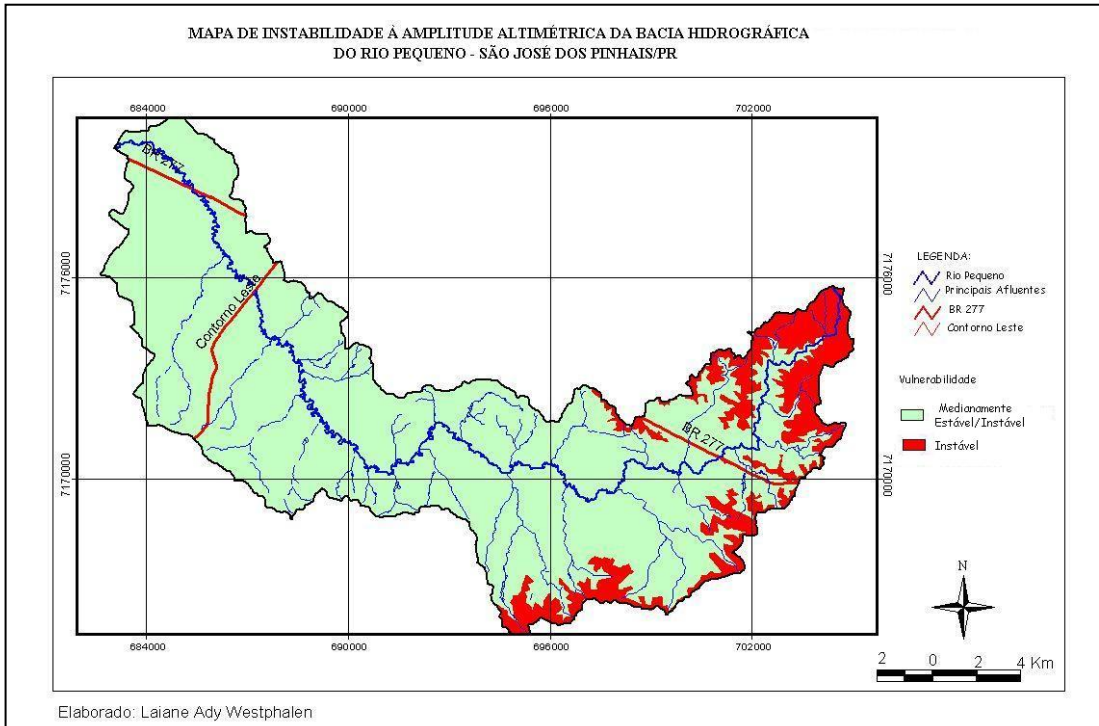 MAPA DE INSTABILIDADE À AMPLITUDE ALTIMÉTRICA DA BACIA HIDROGRÁFICA
DO RIO PEQUENO - SÃO JOSÉ DOS PINHAIS/PR
684000 690000 696000 702000
BR 277
7176000 7176000
Contorno Leste
LEGENDA:
Rio Pequeno
Principais Afluentes
BR 277
Contorno Leste
Vulnerabilidade
Medianamente
Estável/Instável
Instável
BR 277
7170000 7170000
N
684000 690000 696000 702000
2 0 2 4 Km
Elaborado: Laiane Ady Westphalen